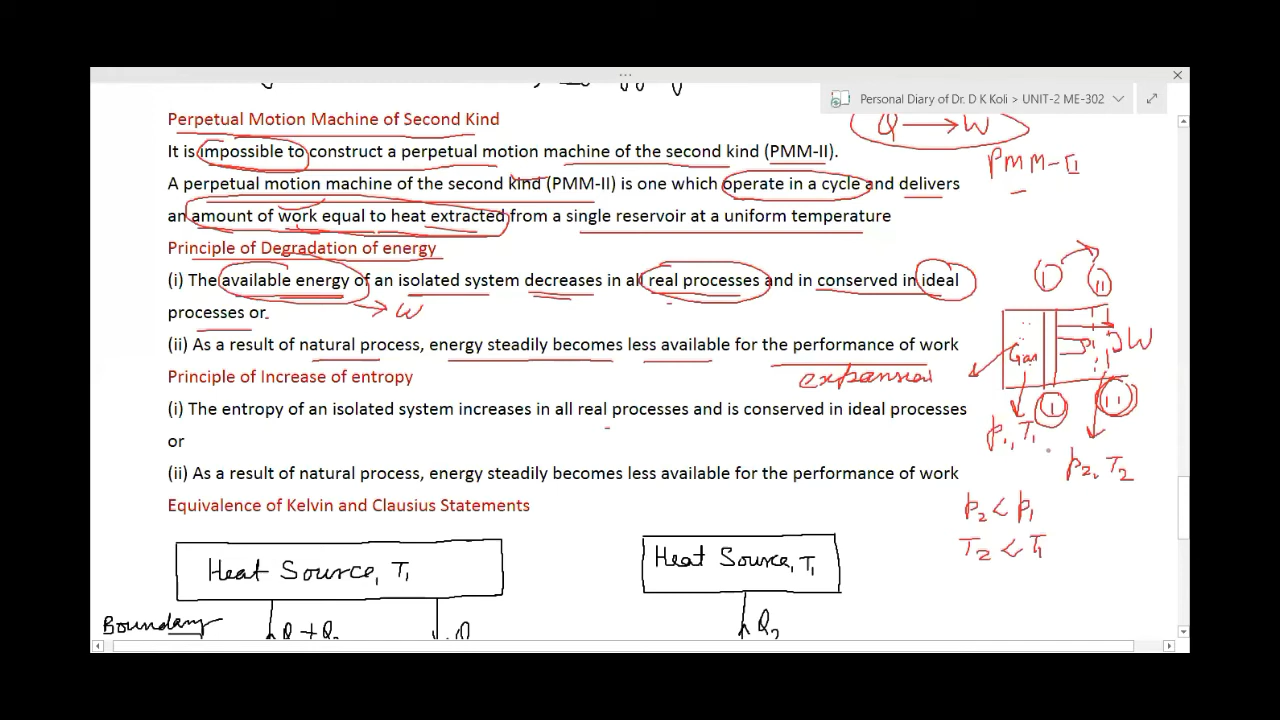 Personal Diary of Dr. D K Koli > UNIT-2 ME-302
Perpetual Motion Machine of Second Kind
Q → W
It is impossible to construct a perpetual motion machine of the second kind (PMM-II).
PMM-II
A perpetual motion machine of the second kind (PMM-II) is one which operate in a cycle and delivers
an amount of work equal to heat extracted from a single reservoir at a uniform temperature
Principle of Degradation of energy
(i) The available energy of an isolated system decreases in all real processes and in conserved in ideal
I II
processes or.
→ W
(ii) As a result of natural process, energy steadily becomes less available for the performance of work
Gas
W
expansion
Principle of Increase of entropy
(i) The entropy of an isolated system increases in all real processes and is conserved in ideal processes
I II
or
p1, T1
(ii) As a result of natural process, energy steadily becomes less available for the performance of work
p2, T2
Equivalence of Kelvin and Clausius Statements
p2 < p1
T2 < T1
Heat Source, T1
Heat Source, T1
Boundary
Q2